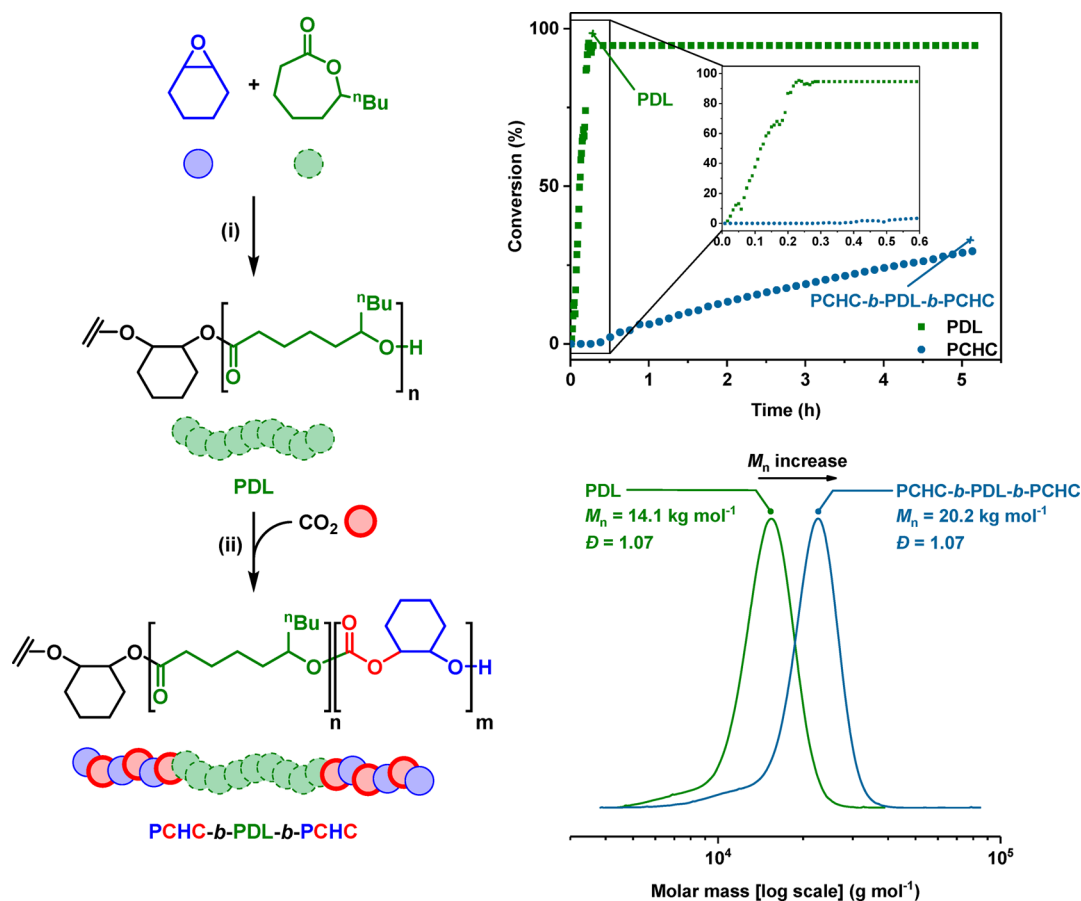 O
+
O
O
nBu
(i)
O
O
nBu
O
O
H
n
PDL
(ii)
CO2
O
O
nBu
O
O
n
O
O
O
H
m
PCHC-b-PDL-b-PCHC
Conversion (%)
100
50
0
PDL
100
80
60
40
20
0
0.0 0.1 0.2 0.3 0.4 0.5 0.6
PCHC-b-PDL-b-PCHC
PDL
PCHC
0 1 2 3 4 5
Time (h)
Mn increase
PDL
Mn = 14.1 kg mol-1
Đ = 1.07
PCHC-b-PDL-b-PCHC
Mn = 20.2 kg mol-1
Đ = 1.07
10^4 10^5
Molar mass [log scale] (g mol-1)